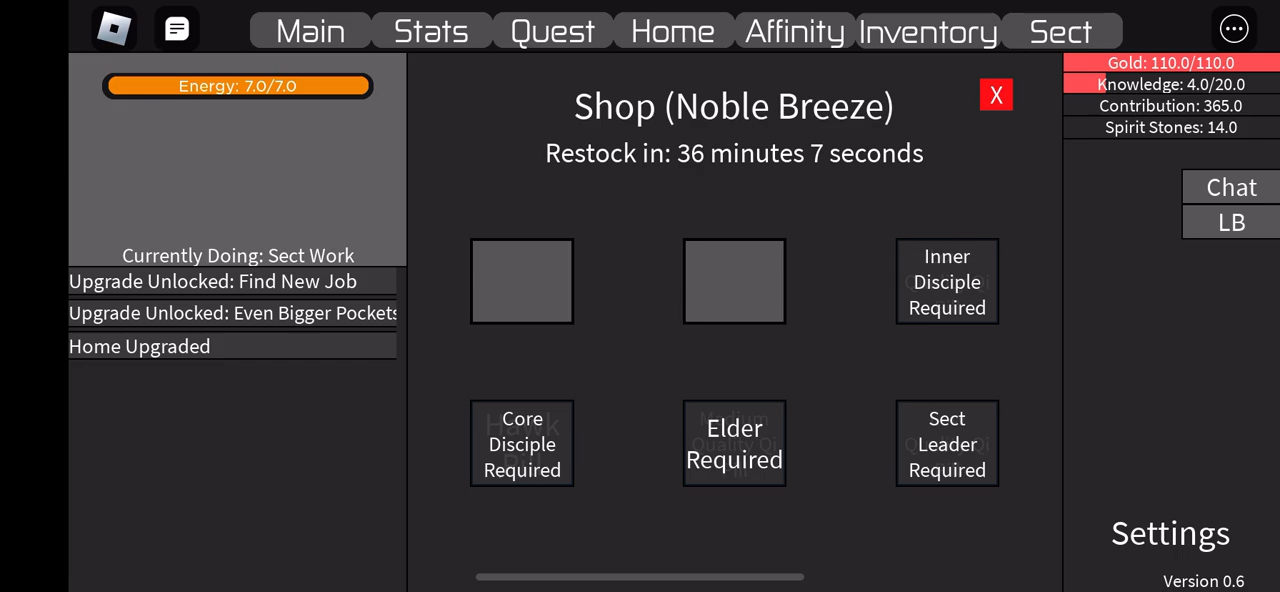 Main
Stats
Quest
Home
Affinity
Inventory
Sect
Energy: 7.0/7.0
Currently Doing: Sect Work
Upgrade Unlocked: Find New Job
Upgrade Unlocked: Even Bigger Pockets
Home Upgraded
Shop (Noble Breeze)
X
Restock in: 36 minutes 7 seconds
Inner
Disciple
Required
Core
Disciple
Required
Elder
Required
Sect
Leader
Required
Gold: 110.0/110.0
Knowledge: 4.0/20.0
Contribution: 365.0
Spirit Stones: 14.0
Chat
LB
Settings
Version 0.6